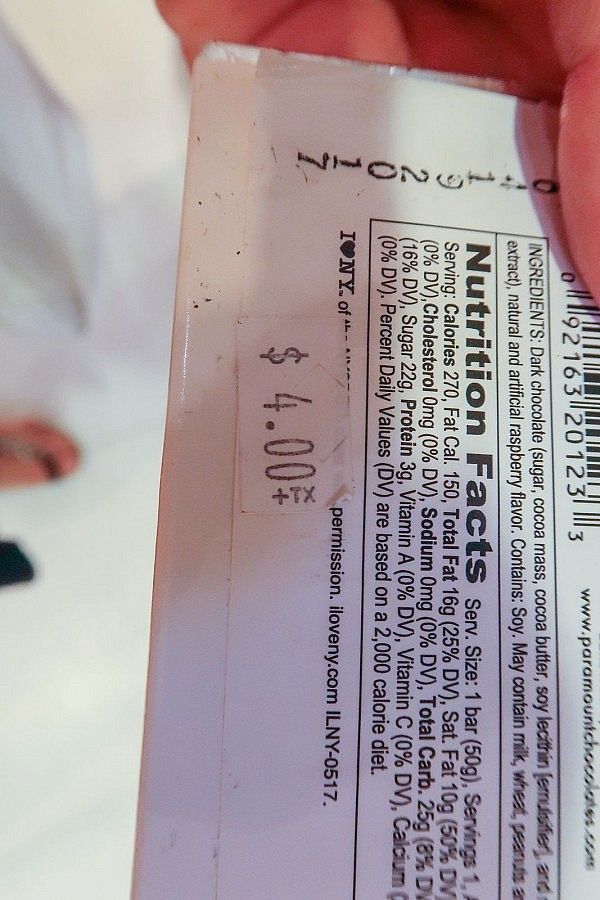 04192017
0 92163 20123 3
www.paramountchocolates.com
INGREDIENTS: Dark chocolate (sugar, cocoa mass, cocoa butter, soy lecithin [emulsifier], and
extract), natural and artificial raspberry flavor. Contains: Soy. May contain milk, wheat, peanuts
Nutrition Facts Serv. Size: 1 bar (50g), Servings 1,
Serving: Calories 270, Fat Cal. 150, Total Fat 16g (25% DV), Sat. Fat 10g (50% DV)
(0% DV), Cholesterol 0mg (0% DV), Sodium 0mg (0% DV), Total Carb. 25g (8% DV
(16% DV), Sugar 22g, Protein 3g, Vitamin A (0% DV), Vitamin C (0% DV), Calcium (
(0% DV). Percent Daily Values (DV) are based on a 2,000 calorie diet.
I♥NY. of permission. iloveny.com ILNY-0517.
$ 4.00+TX